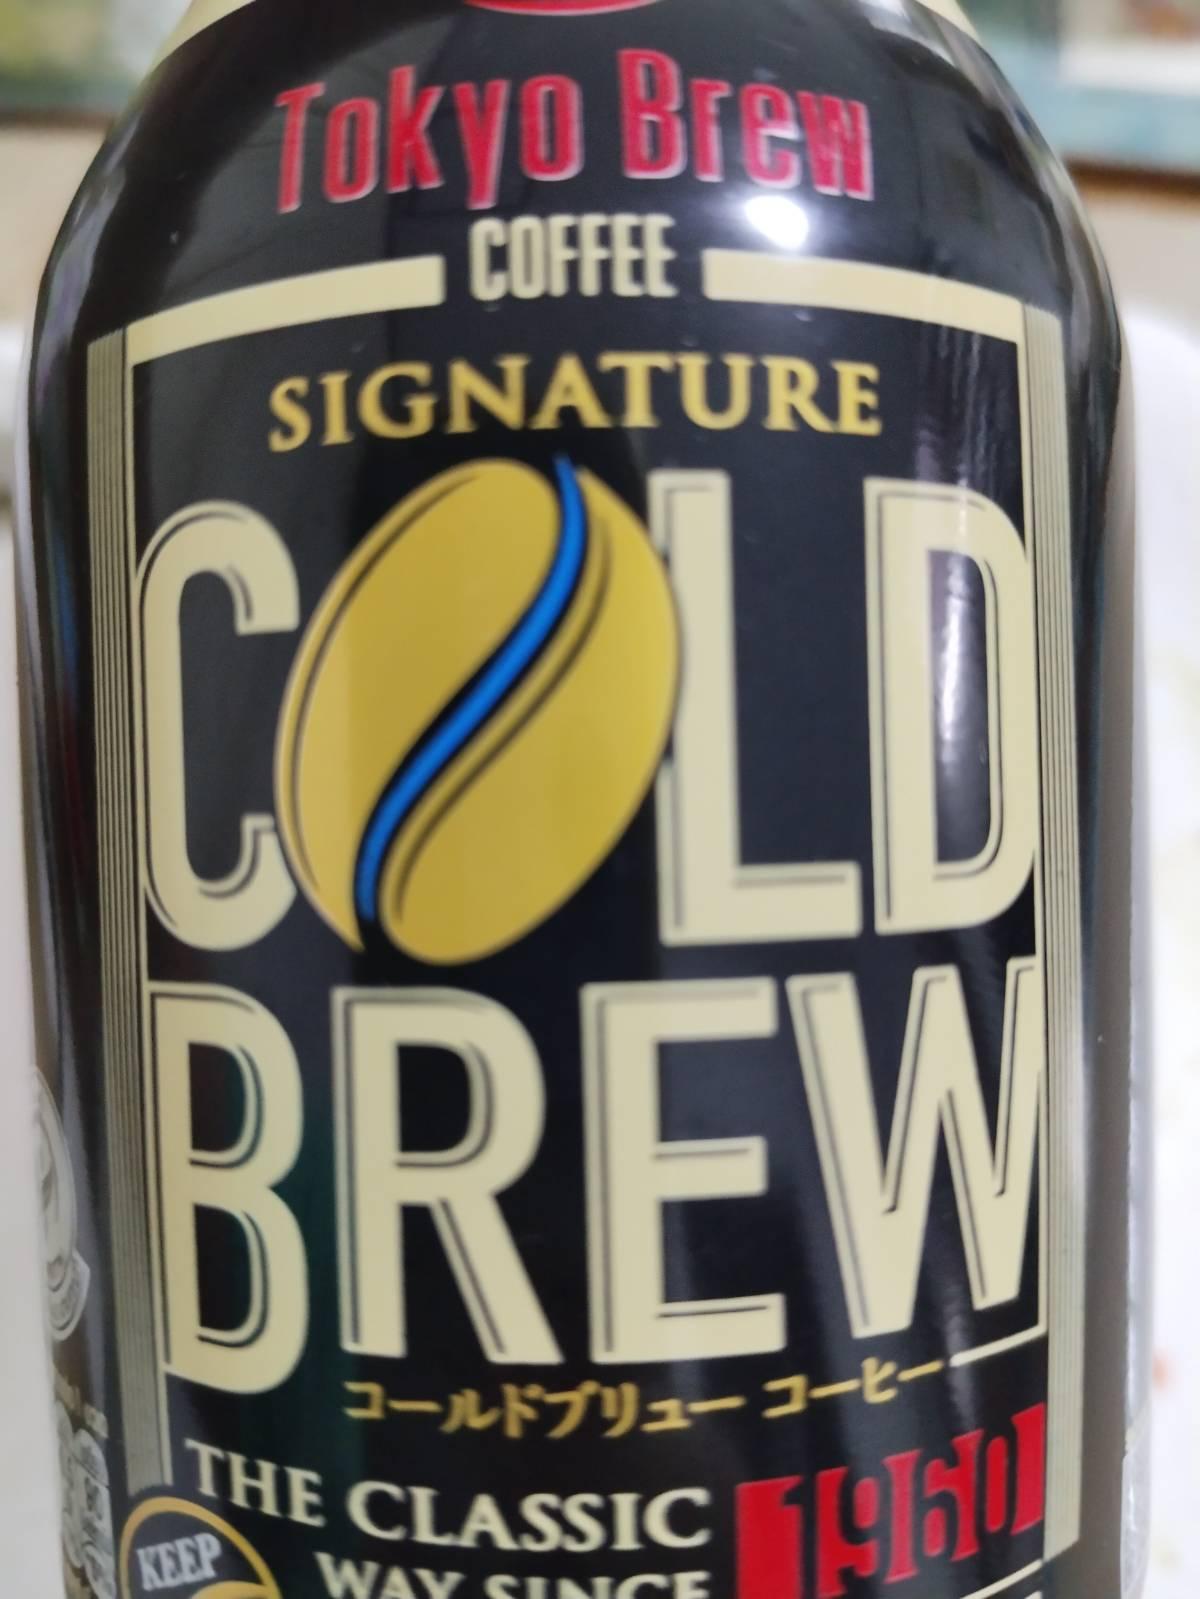 Tokyo Brew
COFFEE
SIGNATURE
COLD
BREW
コールドブリュー コーヒー
THE CLASSIC
WAY SINCE
1960
KEEP